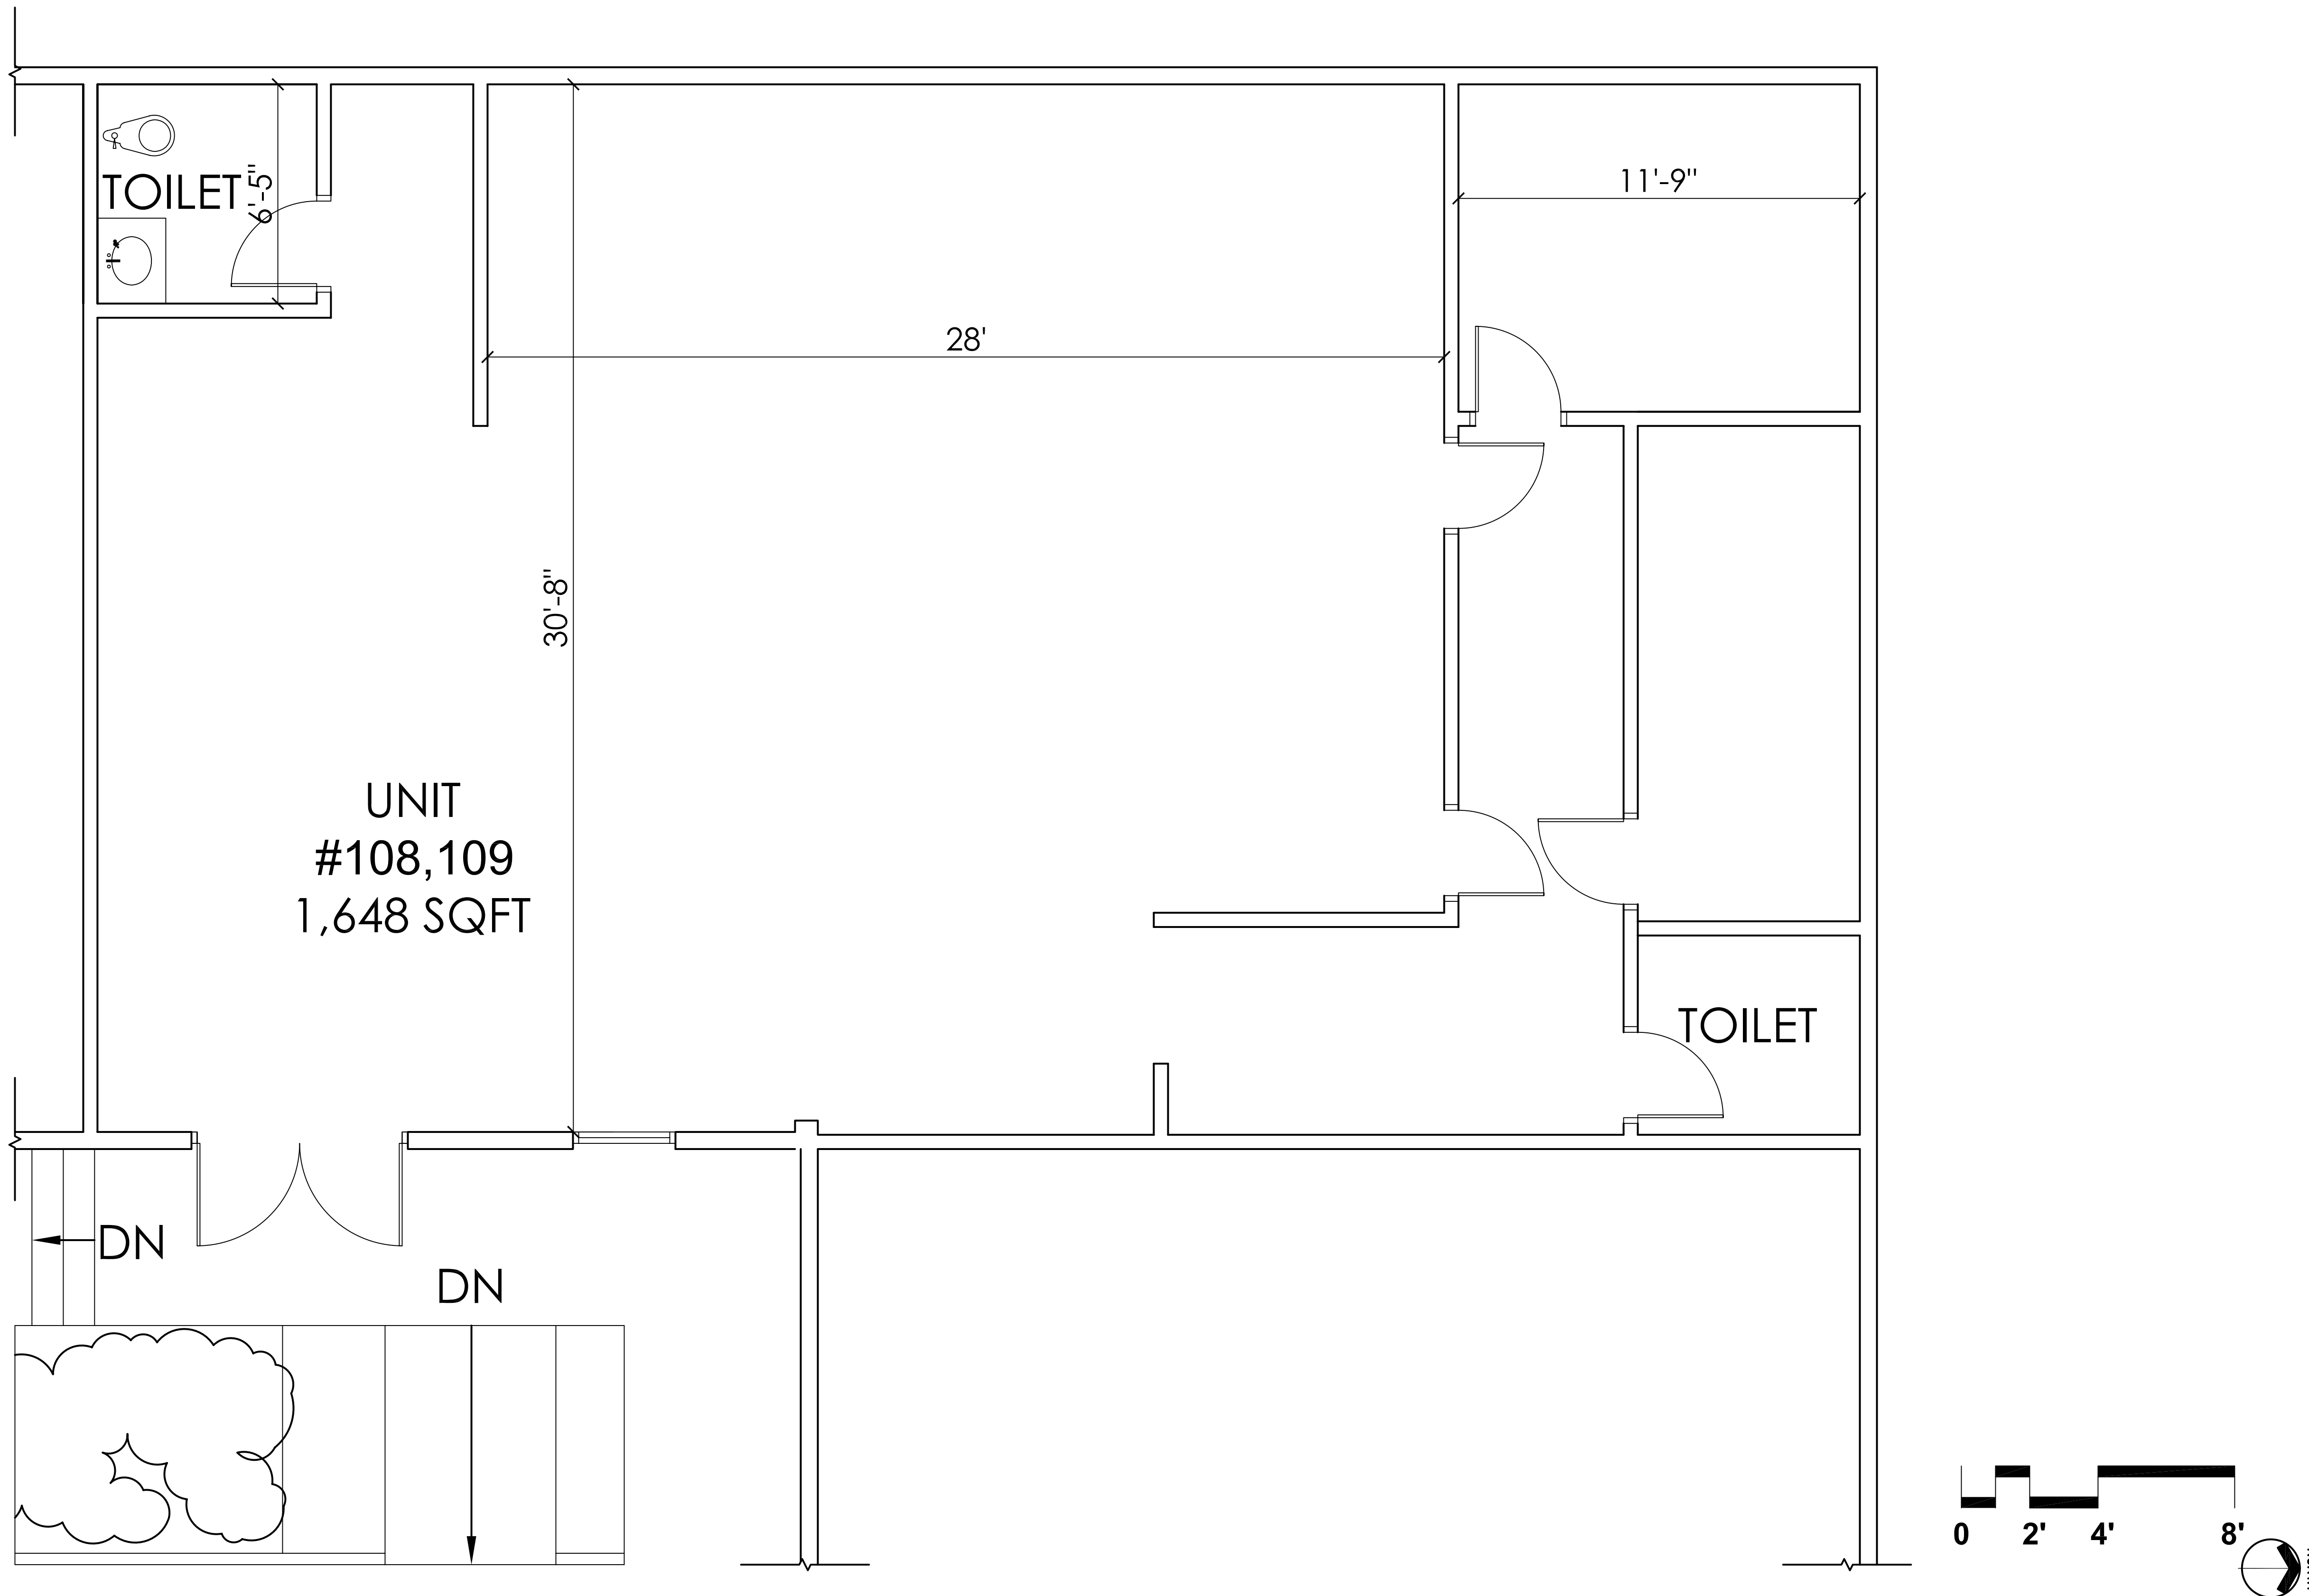 TOILET
6'-5"
11'-9"
28'
30'-8"
UNIT
#108,109
1,648 SQFT
TOILET
DN
DN
0 2' 4' 8'